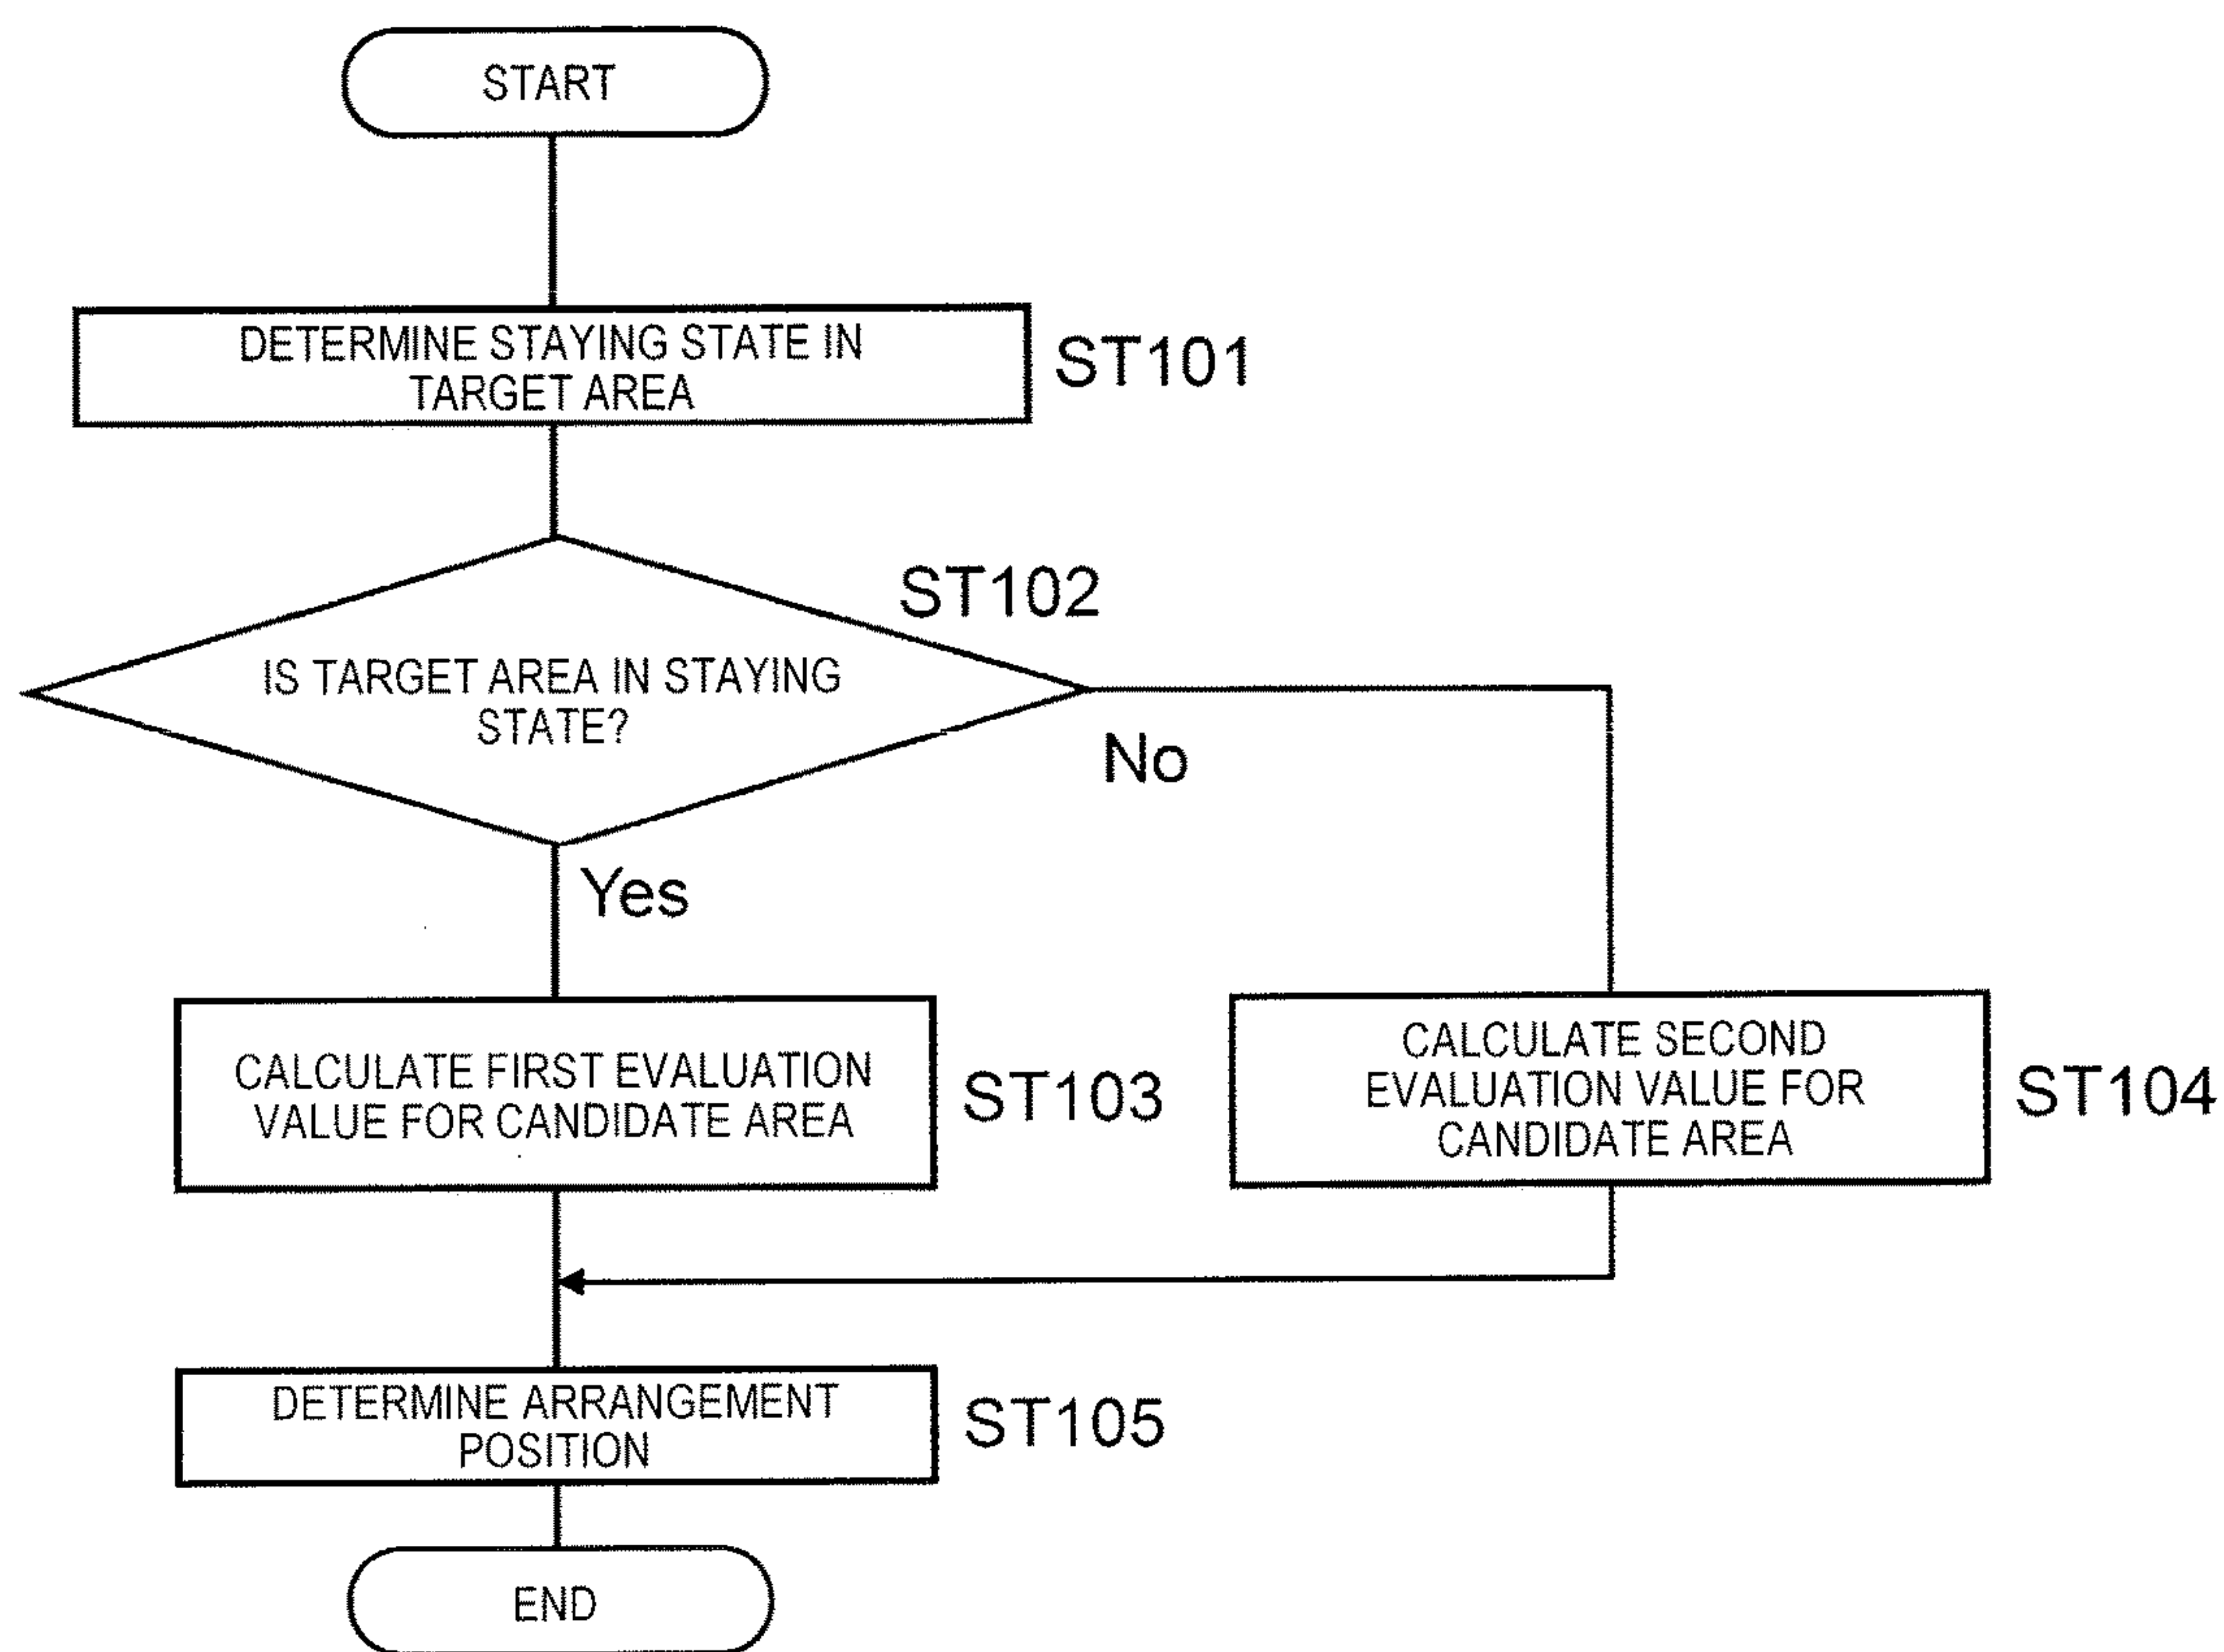 START
DETERMINE STAYING STATE IN
TARGET AREA
ST101
ST102
IS TARGET AREA IN STAYING
STATE?
No
Yes
CALCULATE FIRST EVALUATION
VALUE FOR CANDIDATE AREA
ST103
CALCULATE SECOND
EVALUATION VALUE FOR
CANDIDATE AREA
ST104
DETERMINE ARRANGEMENT
POSITION
ST105
END